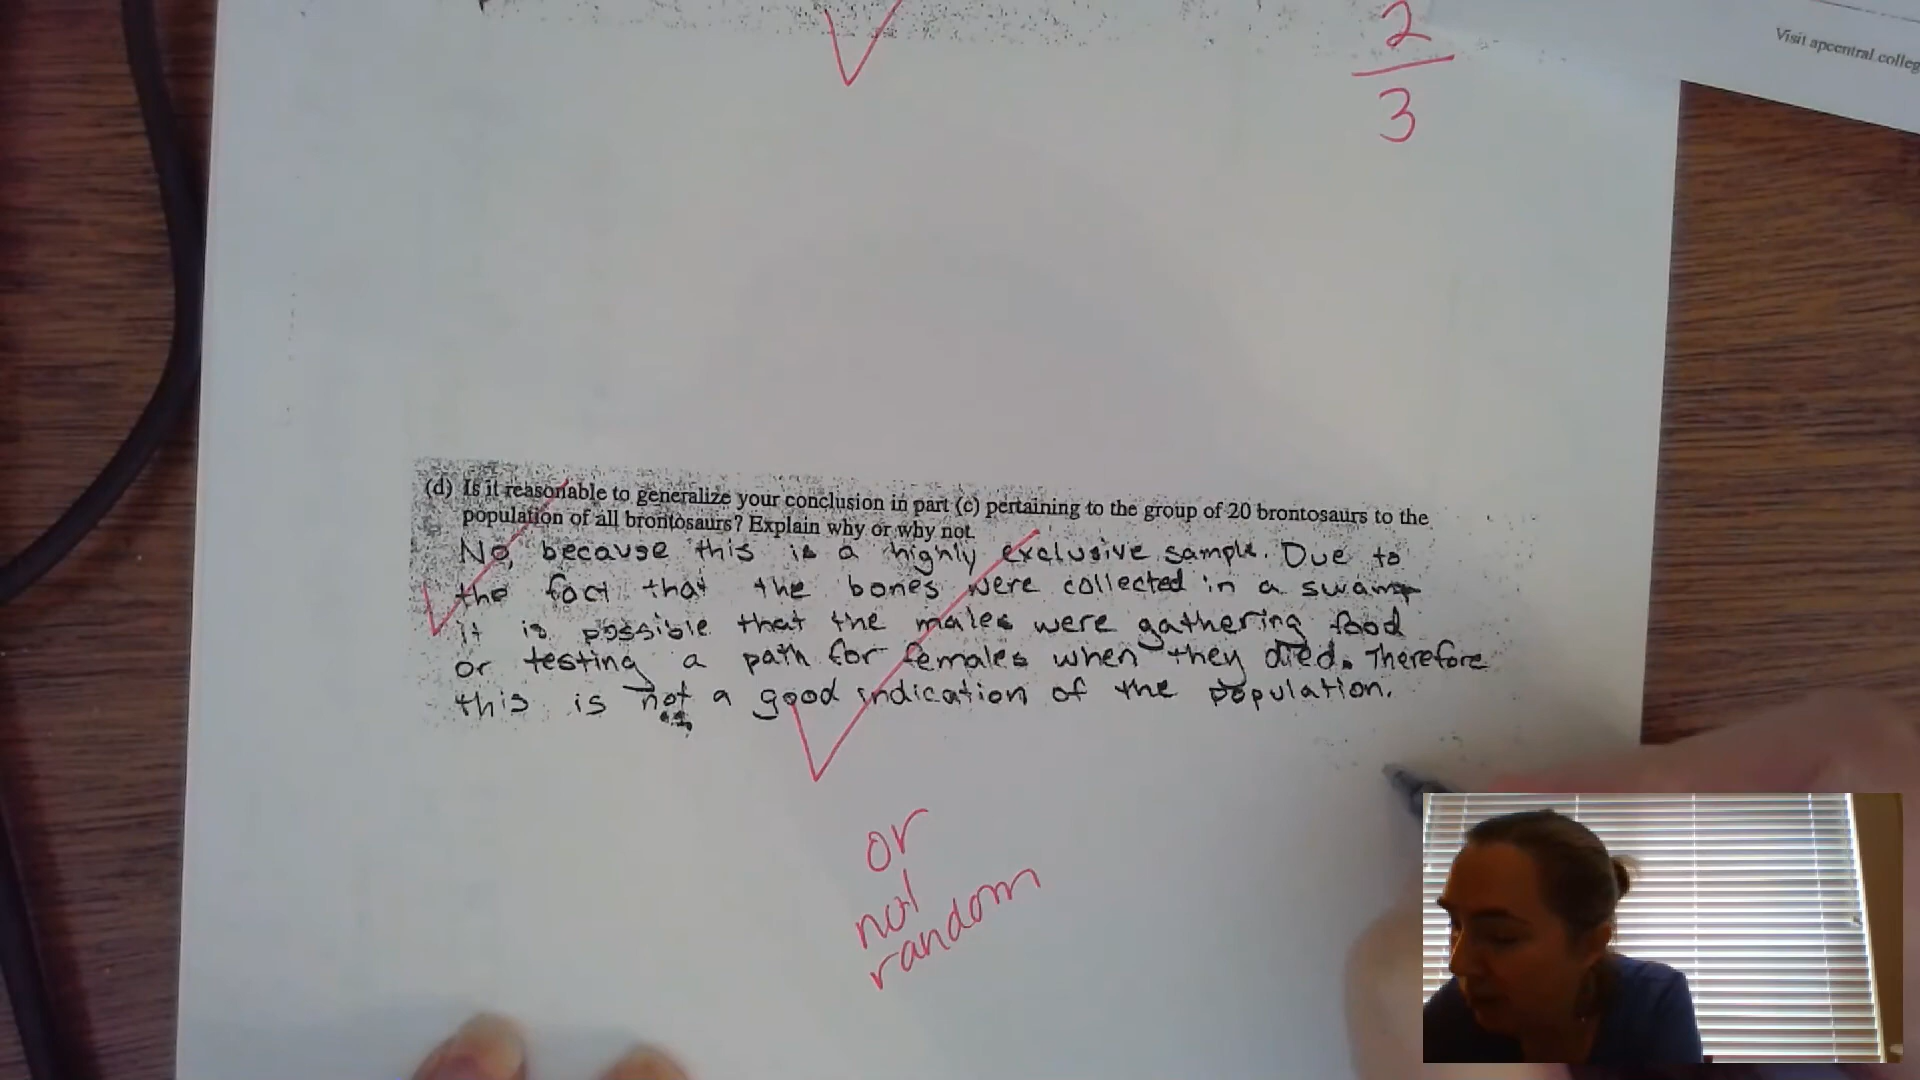 2
3
Visit apcentral.colleg
(d) Is it reasonable to generalize your conclusion in part (c) pertaining to the group of 20 brontosaurs to the
population of all brontosaurs? Explain why or why not.
No, because this is a highly exclusive sample. Due to
the fact that the bones were collected in a swamp
it is possible that the males were gathering food
or testing a path for females when they died. Therefore
this is not a good indication of the population.
or
not
random